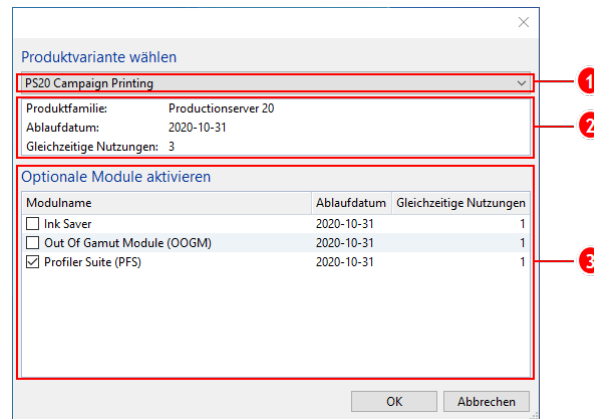 Produktvariante wählen
PS20 Campaign Printing
1
Produktfamilie: Productionserver 20
Ablaufdatum: 2020-10-31
Gleichzeitige Nutzungen: 3
2
Optionale Module aktivieren
Modulname Ablaufdatum Gleichzeitige Nutzungen
Ink Saver 2020-10-31 1
Out Of Gamut Module (OOGM) 2020-10-31 1
Profiler Suite (PFS) 2020-10-31 1
3
OK Abbrechen